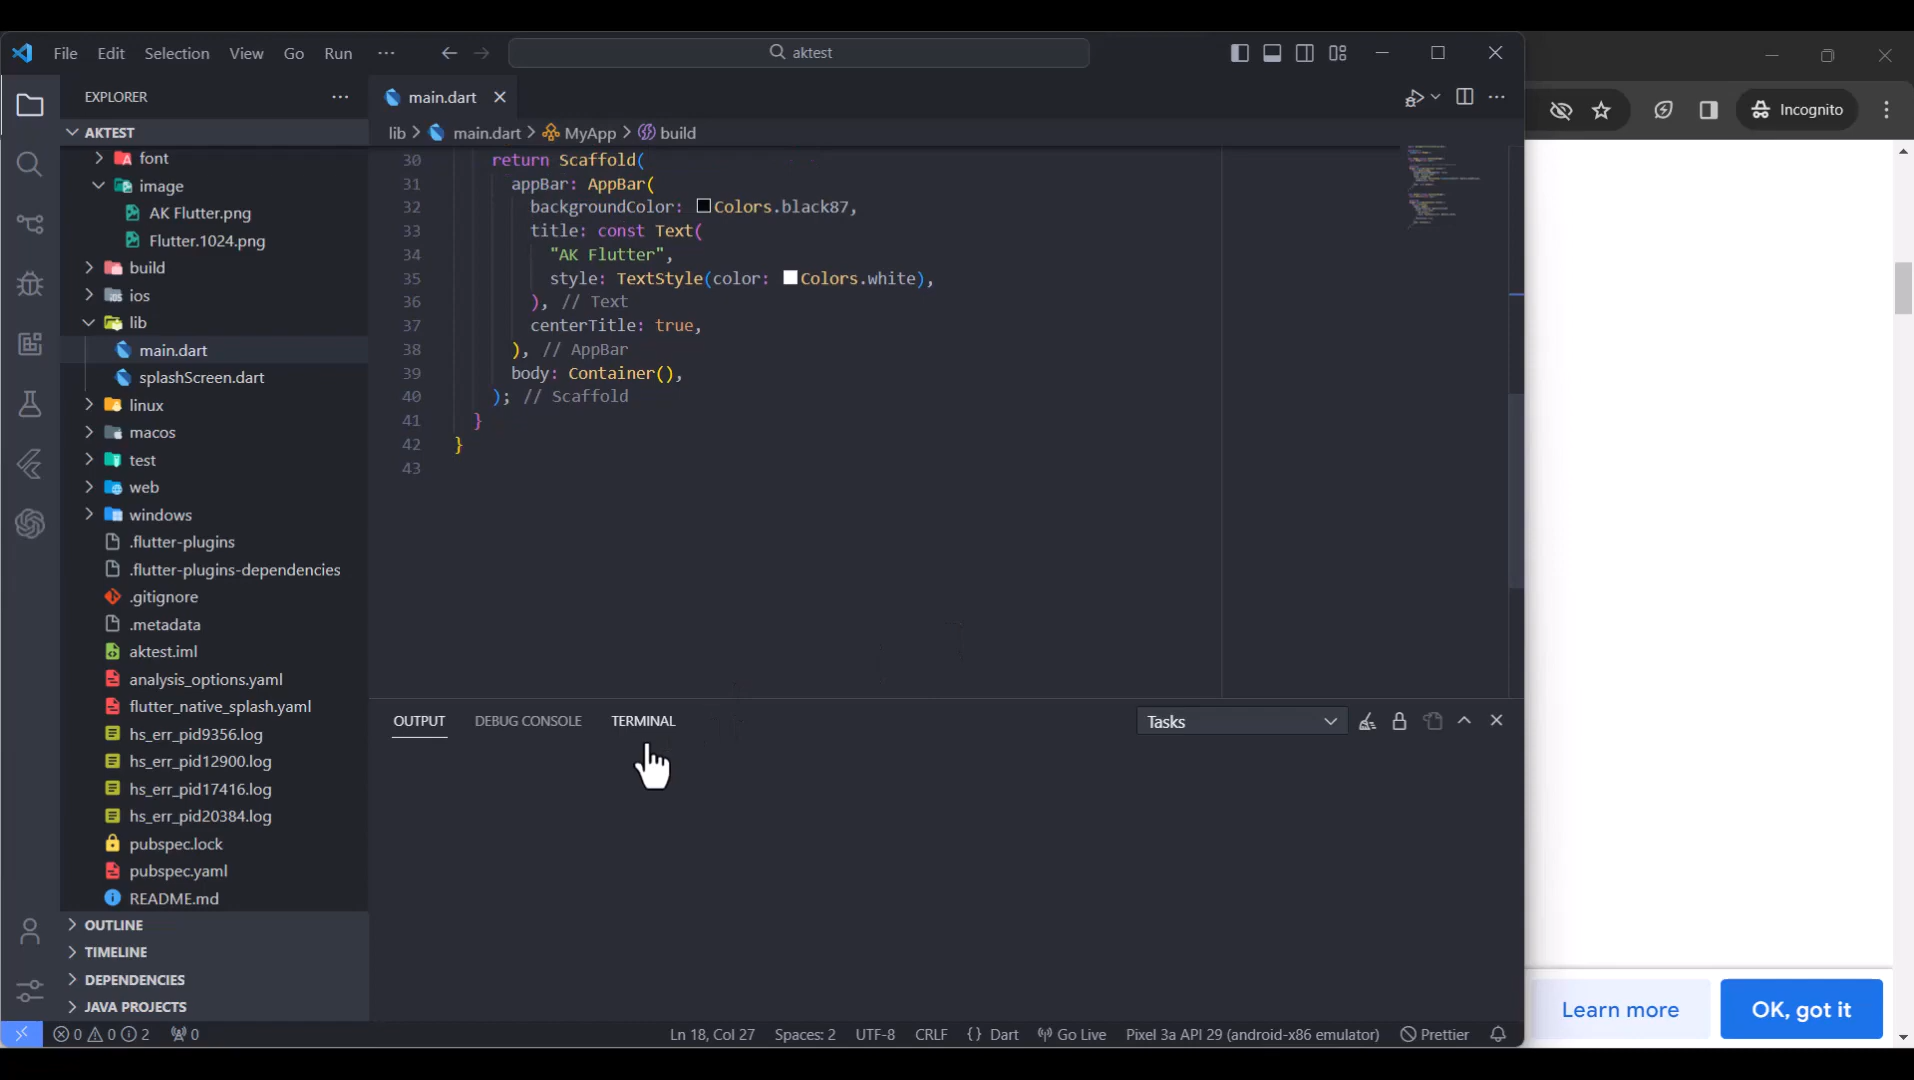 File Edit Selection View Go Run ···
aktest
EXPLORER ···
main.dart
Incognito
AKTEST
lib > main.dart > MyApp > build
font
image
AK Flutter.png
Flutter.1024.png
build
ios
lib
main.dart
splashScreen.dart
linux
macos
test
web
windows
.flutter-plugins
.flutter-plugins-dependencies
.gitignore
.metadata
aktest.iml
analysis_options.yaml
flutter_native_splash.yaml
hs_err_pid9356.log
hs_err_pid12900.log
hs_err_pid17416.log
hs_err_pid20384.log
pubspec.lock
pubspec.yaml
README.md
OUTLINE
TIMELINE
DEPENDENCIES
JAVA PROJECTS
30 return Scaffold(
31 appBar: AppBar(
32 backgroundColor: Colors.black87,
33 title: const Text(
34 "AK Flutter",
35 style: TextStyle(color: Colors.white),
36 ), // Text
37 centerTitle: true,
38 ), // AppBar
39 body: Container(),
40 ); // Scaffold
41 }
42 }
43
OUTPUT DEBUG CONSOLE TERMINAL Tasks
0 0 2 0 Ln 18, Col 27 Spaces: 2 UTF-8 CRLF {} Dart Go Live Pixel 3a API 29 (android-x86 emulator) Prettier
Learn more OK, got it